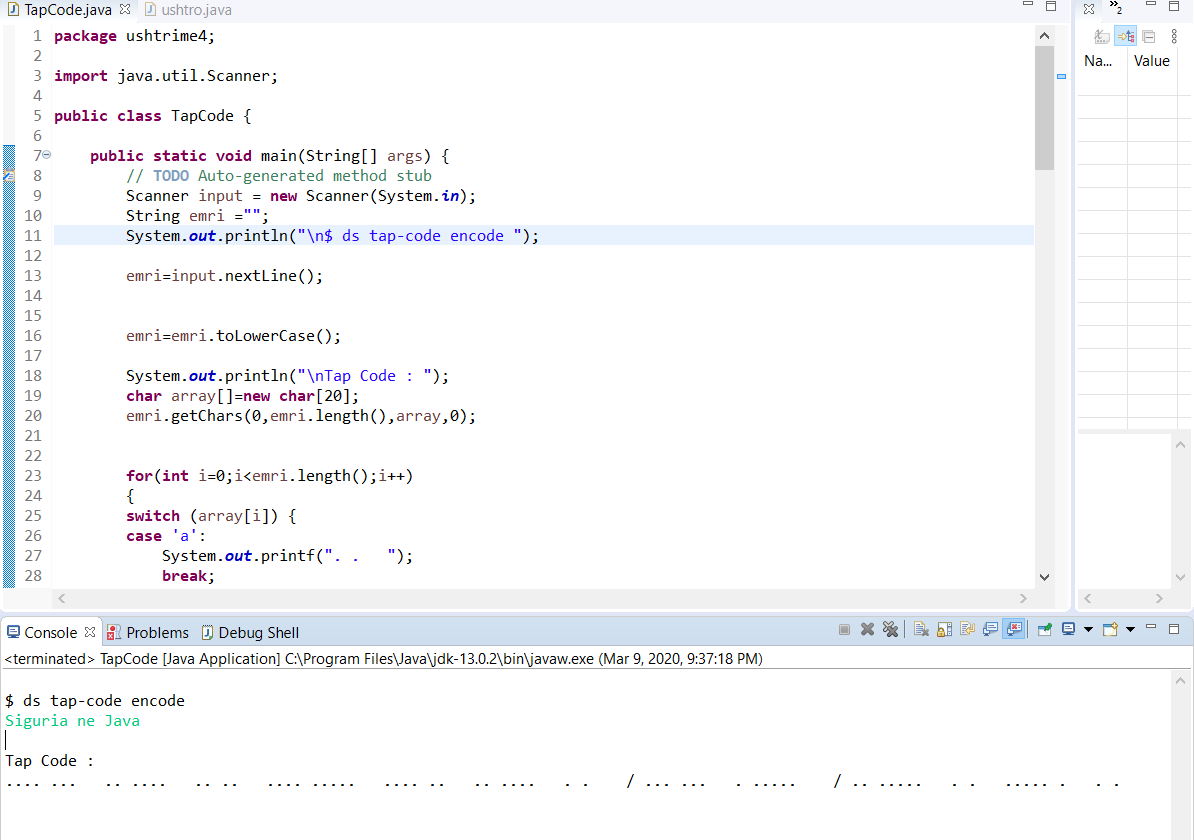 TapCode.java ushtro.java
1 package ushtrime4;
2
3 import java.util.Scanner;
4
5 public class TapCode {
6
7 public static void main(String[] args) {
8 // TODO Auto-generated method stub
9 Scanner input = new Scanner(System.in);
10 String emri ="";
11 System.out.println("\n$ ds tap-code encode ");
12
13 emri=input.nextLine();
14
15
16 emri=emri.toLowerCase();
17
18 System.out.println("\nTap Code : ");
19 char array[]=new char[20];
20 emri.getChars(0,emri.length(),array,0);
21
22
23 for(int i=0;i<emri.length();i++)
24 {
25 switch (array[i]) {
26 case 'a':
27 System.out.printf(". .   ");
28 break;
»2
Na... Value
Console Problems Debug Shell
<terminated> TapCode [Java Application] C:\Program Files\Java\jdk-13.0.2\bin\javaw.exe (Mar 9, 2020, 9:37:18 PM)
$ ds tap-code encode
Siguria ne Java
Tap Code :
.... ...   .. ....   .. ..   .... .....   .... ..   .. ....   . .    / ... ...   . .....    / .. .....   . .   ..... .   . .